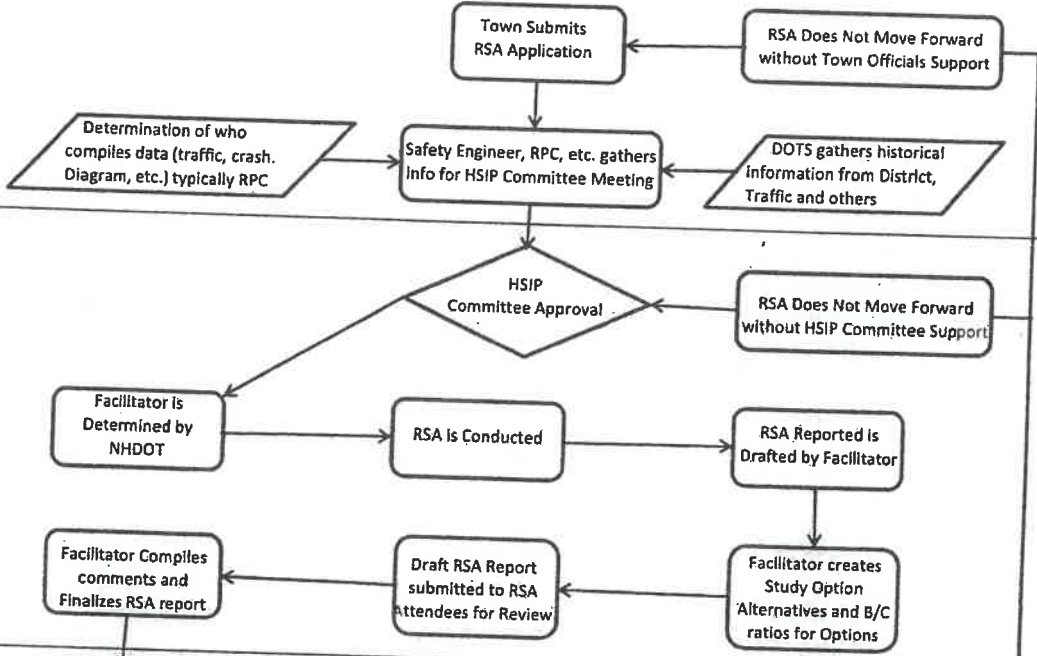 Town Submits
RSA Application
RSA Does Not Move Forward
without Town Officials Support
Determination of who
compiles data (traffic, crash.
Diagram, etc.) typically RPC
Safety Engineer, RPC, etc. gathers
Info for HSIP Committee Meeting
DOTS gathers historical
information from District,
Traffic and others
HSIP
Committee Approval
RSA Does Not Move Forward
without HSIP Committee Support
Facilitator is
Determined by
NHDOT
RSA is Conducted
RSA Reported is
Drafted by Facilitator
Facilitator Compiles
comments and
Finalizes RSA report
Draft RSA Report
submitted to RSA
Attendees for Review
Facilitator creates
Study Option
Alternatives and B/C
ratios for Options